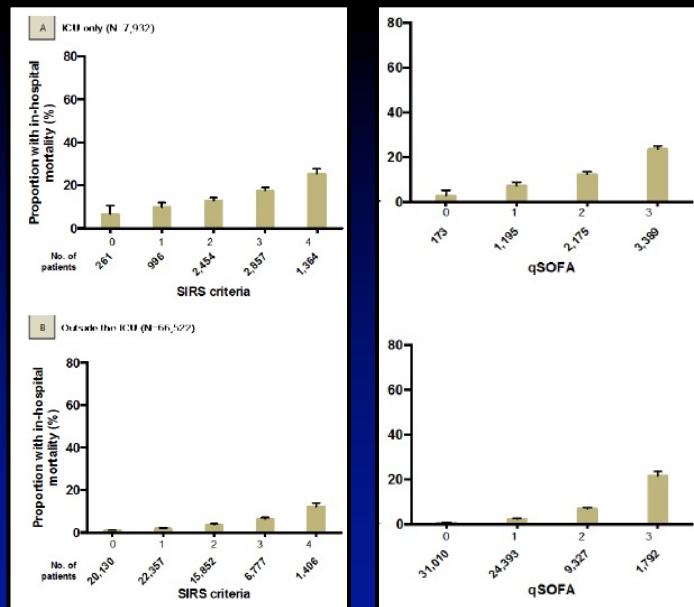 A ICU only (N=7,932)
Proportion with in-hospital
mortality (%)
80
60
40
20
0
0 1 2 3 4
No. of
patients
261 996 2,454 2,857 1,364
SIRS criteria
80
60
40
20
0
0 1 2 3
173 1,195 2,175 3,389
qSOFA
B Outside the ICU (N=66,522)
Proportion with in-hospital
mortality (%)
80
60
40
20
0
0 1 2 3 4
No. of
patients
20,130 22,357 15,852 6,777 1,406
SIRS criteria
80
60
40
20
0
0 1 2 3
31,010 24,393 9,327 1,792
qSOFA